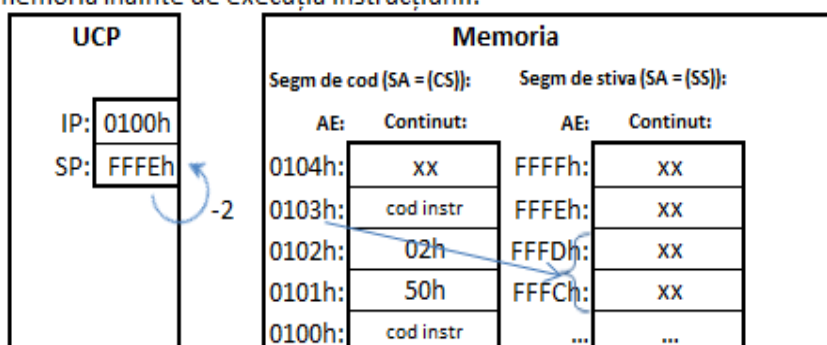 memoria înainte de execuția instrucțiunii:
UCP
Memoria
Segm de cod (SA = (CS)): Segm de stiva (SA = (SS)):
AE: Continut: AE: Continut:
IP: 0100h
SP: FFFEh
-2
0104h: xx FFFFh: xx
0103h: cod instr FFFEh: xx
0102h: 02h FFFDh: xx
0101h: 50h FFFCh: xx
0100h: cod instr ... ...